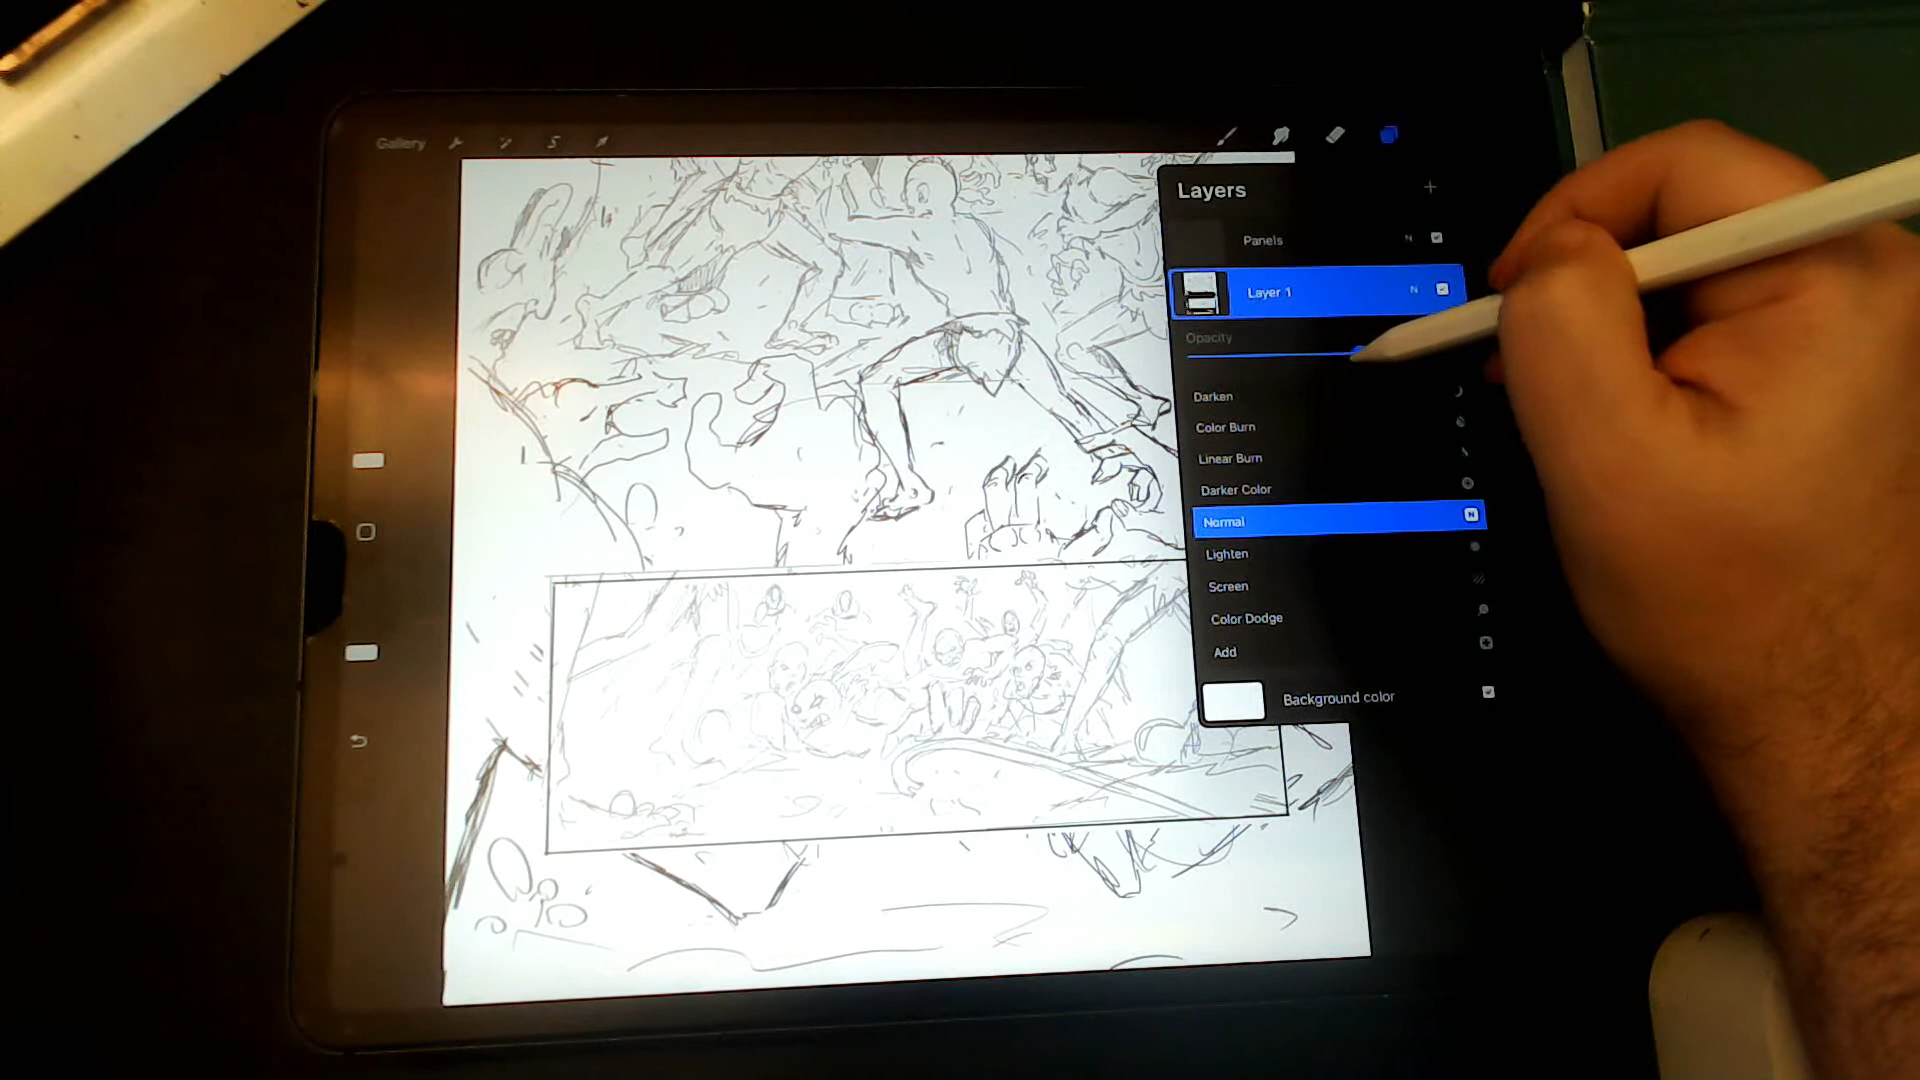 Gallery
Layers
Panels N
Layer 1 N
Opacity
Darken
Color Burn
Linear Burn
Darker Color
Normal N
Lighten
Screen
Color Dodge
Add
Background color